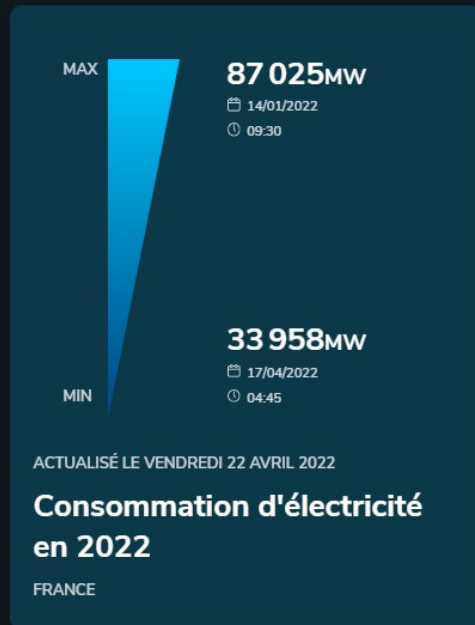 MAX
87 025MW
14/01/2022
09:30
33 958MW
17/04/2022
MIN
04:45
ACTUALISÉ LE VENDREDI 22 AVRIL 2022
Consommation d'électricité
en 2022
FRANCE